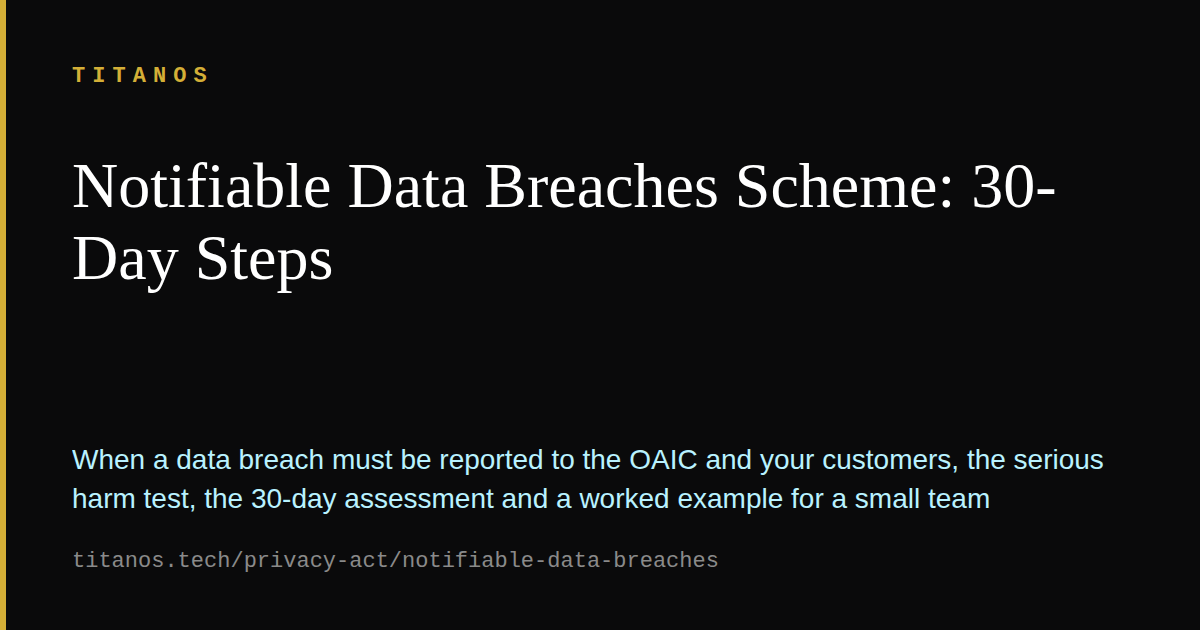 TITANOS
Notifiable Data Breaches Scheme: 30-
Day Steps
When a data breach must be reported to the OAIC and your customers, the serious
harm test, the 30-day assessment and a worked example for a small team
titanos.tech/privacy-act/notifiable-data-breaches